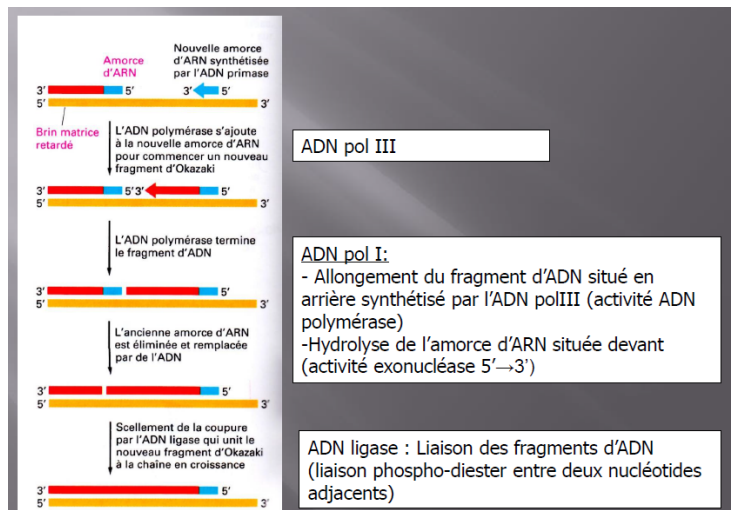 Amorce
d'ARN
Nouvelle amorce
d'ARN synthétisée
par l'ADN primase
3' 5' 3' 5'
5' 3'
Brin matrice
retardé
L'ADN polymérase s'ajoute
à la nouvelle amorce d'ARN
pour commencer un nouveau
fragment d'Okazaki
ADN pol III
3' 5'3' 5'
5' 3'
L'ADN polymérase termine
le fragment d'ADN
ADN pol I:
- Allongement du fragment d'ADN situé en
arrière synthétisé par l'ADN polIII (activité ADN
polymérase)
-Hydrolyse de l'amorce d'ARN située devant
(activité exonucléase 5'→3')
3' 5'
5' 3'
L'ancienne amorce d'ARN
est éliminée et remplacée
par de l'ADN
3' 5'
5' 3'
Scellement de la coupure
par l'ADN ligase qui unit le
nouveau fragment d'Okazaki
à la chaîne en croissance
ADN ligase : Liaison des fragments d'ADN
(liaison phospho-diester entre deux nucléotides
adjacents)
3' 5'
5' 3'